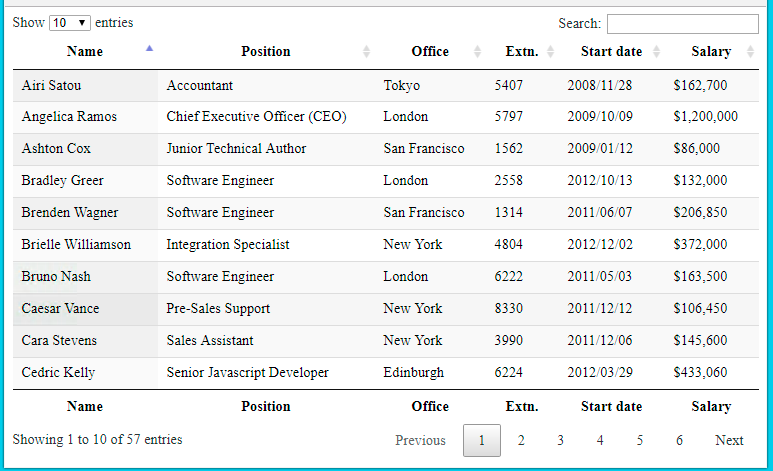 Show 10 entries Search:
Name Position Office Extn. Start date Salary
Airi Satou Accountant Tokyo 5407 2008/11/28 $162,700
Angelica Ramos Chief Executive Officer (CEO) London 5797 2009/10/09 $1,200,000
Ashton Cox Junior Technical Author San Francisco 1562 2009/01/12 $86,000
Bradley Greer Software Engineer London 2558 2012/10/13 $132,000
Brenden Wagner Software Engineer San Francisco 1314 2011/06/07 $206,850
Brielle Williamson Integration Specialist New York 4804 2012/12/02 $372,000
Bruno Nash Software Engineer London 6222 2011/05/03 $163,500
Caesar Vance Pre-Sales Support New York 8330 2011/12/12 $106,450
Cara Stevens Sales Assistant New York 3990 2011/12/06 $145,600
Cedric Kelly Senior Javascript Developer Edinburgh 6224 2012/03/29 $433,060
Name Position Office Extn. Start date Salary
Showing 1 to 10 of 57 entries Previous 1 2 3 4 5 6 Next